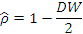 ρ̂ = 1 − DW/2